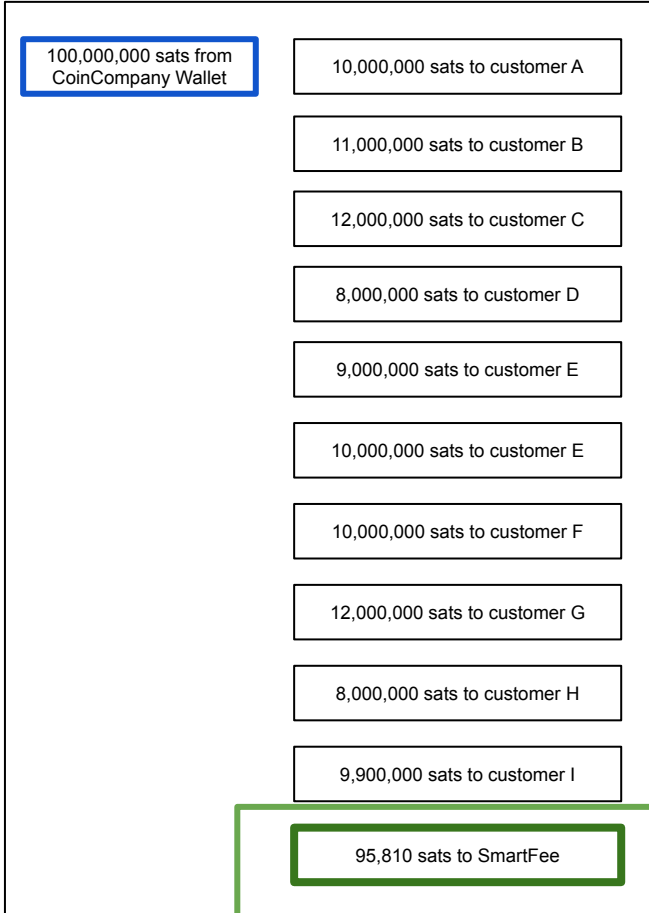 100,000,000 sats from
CoinCompany Wallet
10,000,000 sats to customer A
11,000,000 sats to customer B
12,000,000 sats to customer C
8,000,000 sats to customer D
9,000,000 sats to customer E
10,000,000 sats to customer E
10,000,000 sats to customer F
12,000,000 sats to customer G
8,000,000 sats to customer H
9,900,000 sats to customer I
95,810 sats to SmartFee